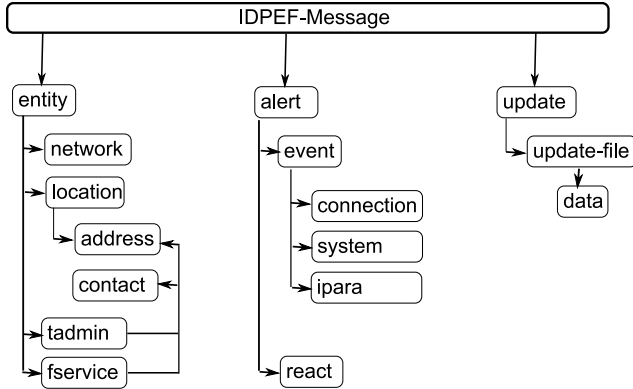 IDPEF-Message
entity
network
location
address
contact
tadmin
fservice
alert
event
connection
system
ipara
react
update
update-file
data